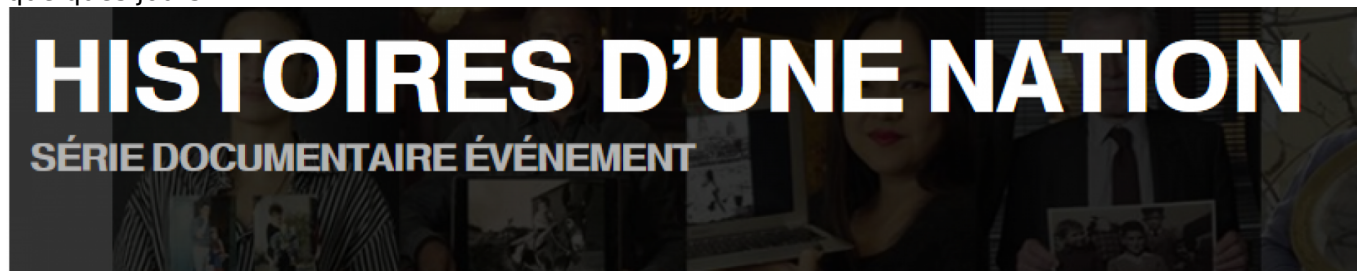 HISTOIRES D’UNE NATION
SÉRIE DOCUMENTAIRE ÉVÉNEMENT